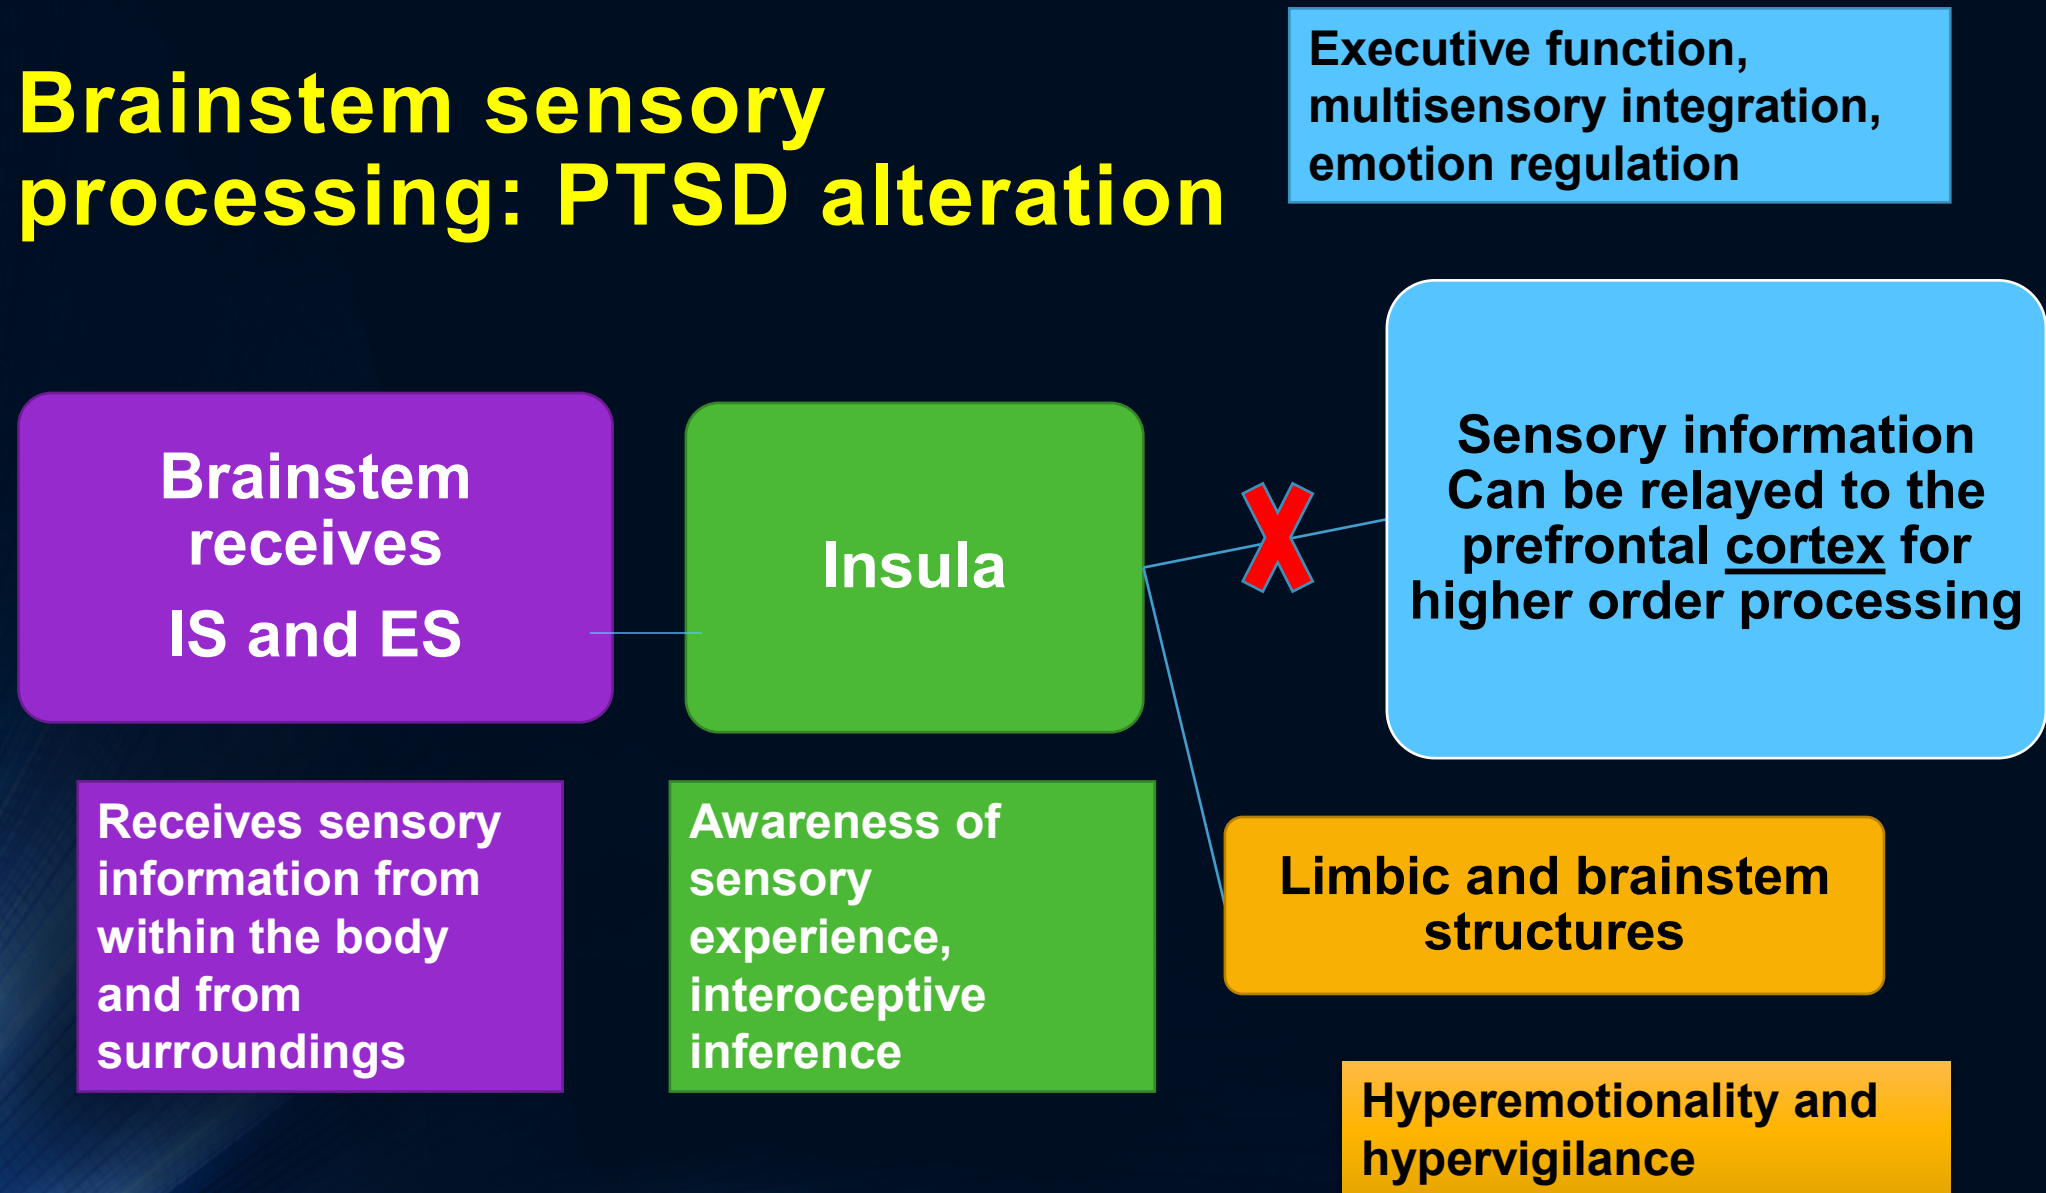 Brainstem sensory
processing: PTSD alteration
Executive function,
multisensory integration,
emotion regulation
Brainstem
receives
IS and ES
Insula
Sensory information
Can be relayed to the
prefrontal cortex for
higher order processing
Receives sensory
information from
within the body
and from
surroundings
Awareness of
sensory
experience,
interoceptive
inference
Limbic and brainstem
structures
Hyperemotionality and
hypervigilance